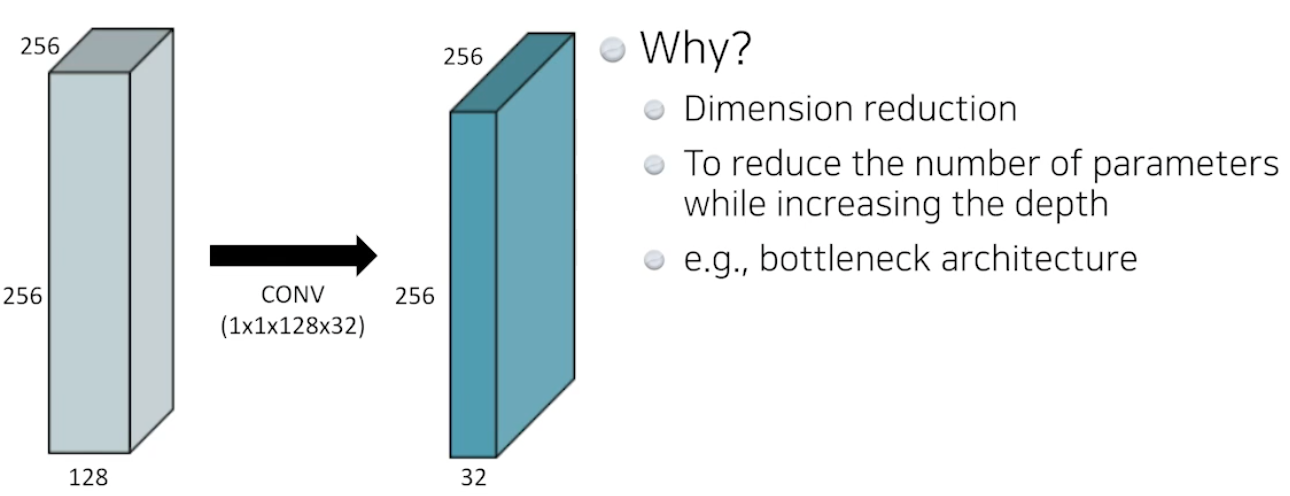 256
256
128
CONV
(1x1x128x32)
256
256
32
Why?
Dimension reduction
To reduce the number of parameters
while increasing the depth
e.g., bottleneck architecture